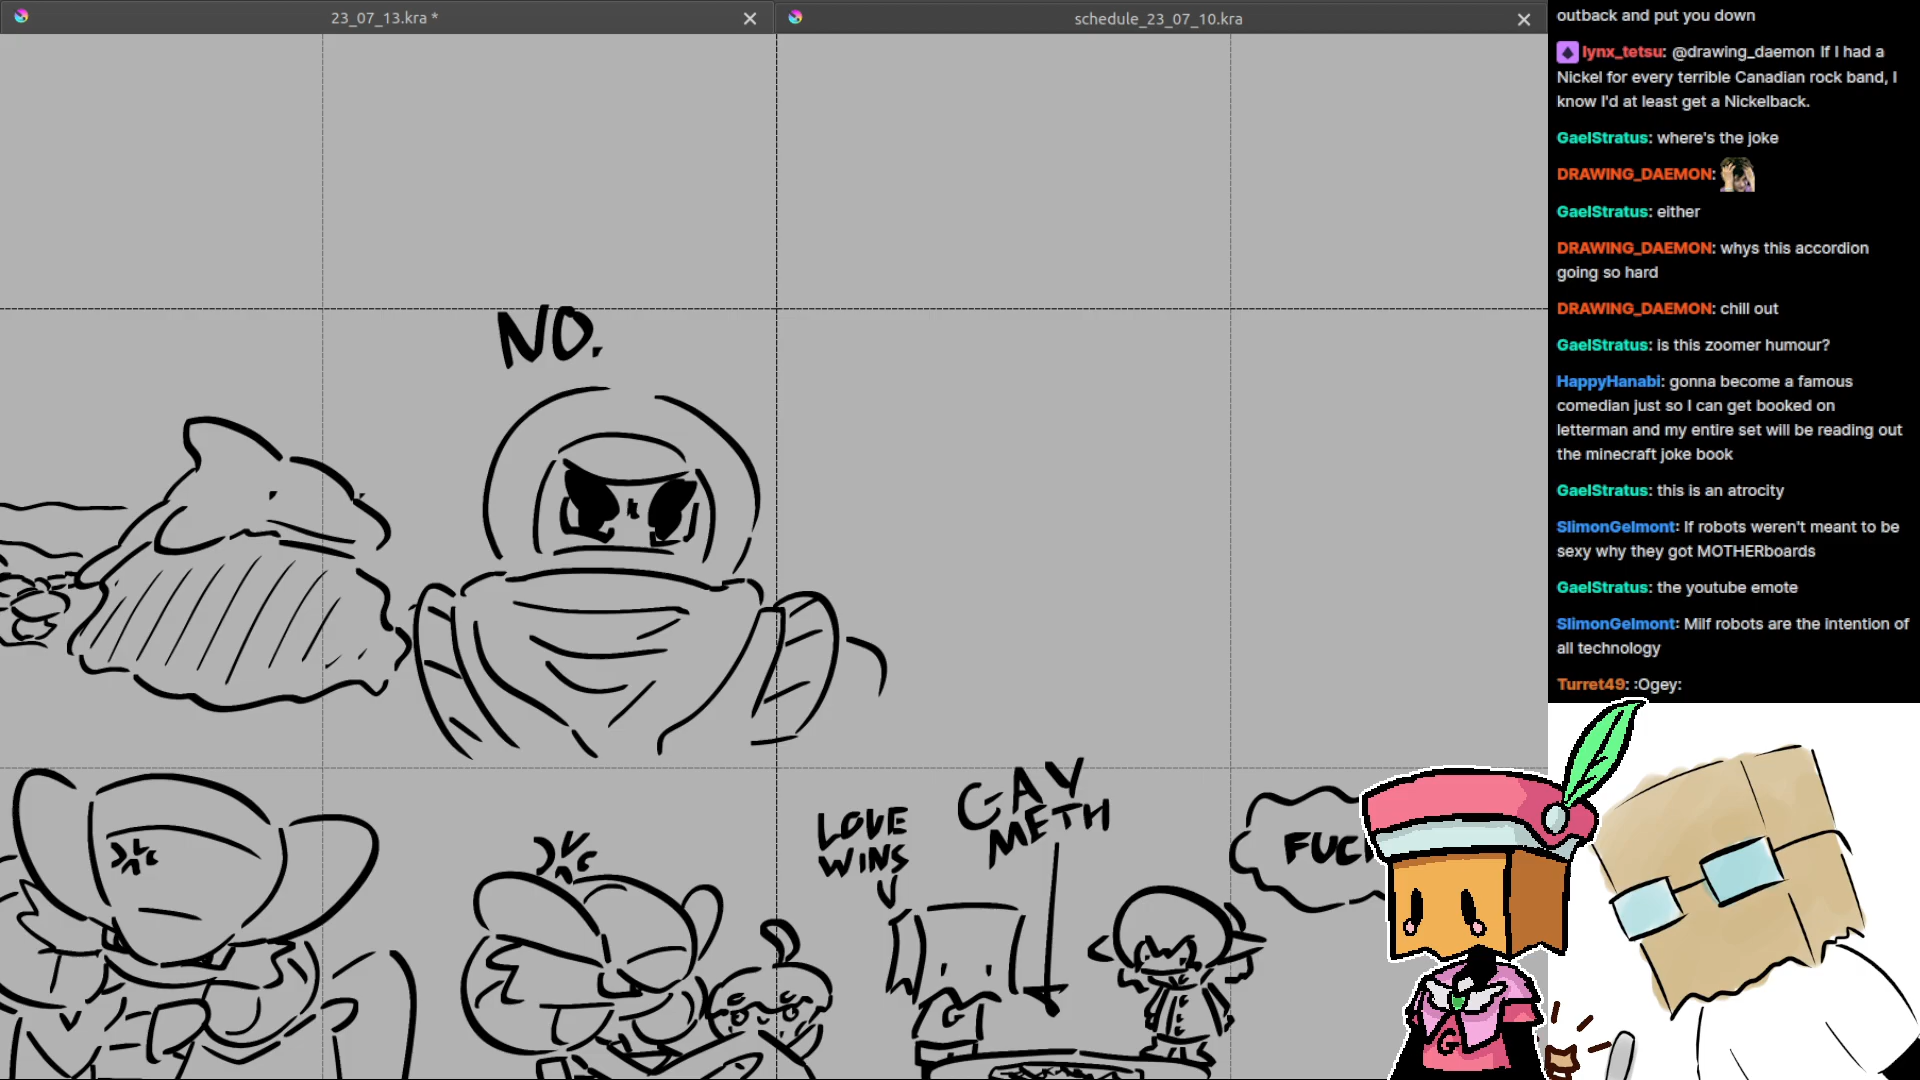 23_07_13.kra *
schedule_23_07_10.kra
outback and put you down
lynx_tetsu: @drawing_daemon If I had a
Nickel for every terrible Canadian rock band, I
know I'd at least get a Nickelback.
GaelStratus: where's the joke
DRAWING_DAEMON:
GaelStratus: either
DRAWING_DAEMON: whys this accordion
going so hard
DRAWING_DAEMON: chill out
GaelStratus: is this zoomer humour?
HappyHanabi: gonna become a famous
comedian just so I can get booked on
letterman and my entire set will be reading out
the minecraft joke book
GaelStratus: this is an atrocity
SlimonGelmont: If robots weren't meant to be
sexy why they got MOTHERboards
GaelStratus: the youtube emote
SlimonGelmont: Milf robots are the intention of
all technology
Turret49: :Ogey:
NO.
LOVE
WINS
GAY
METH
G
G